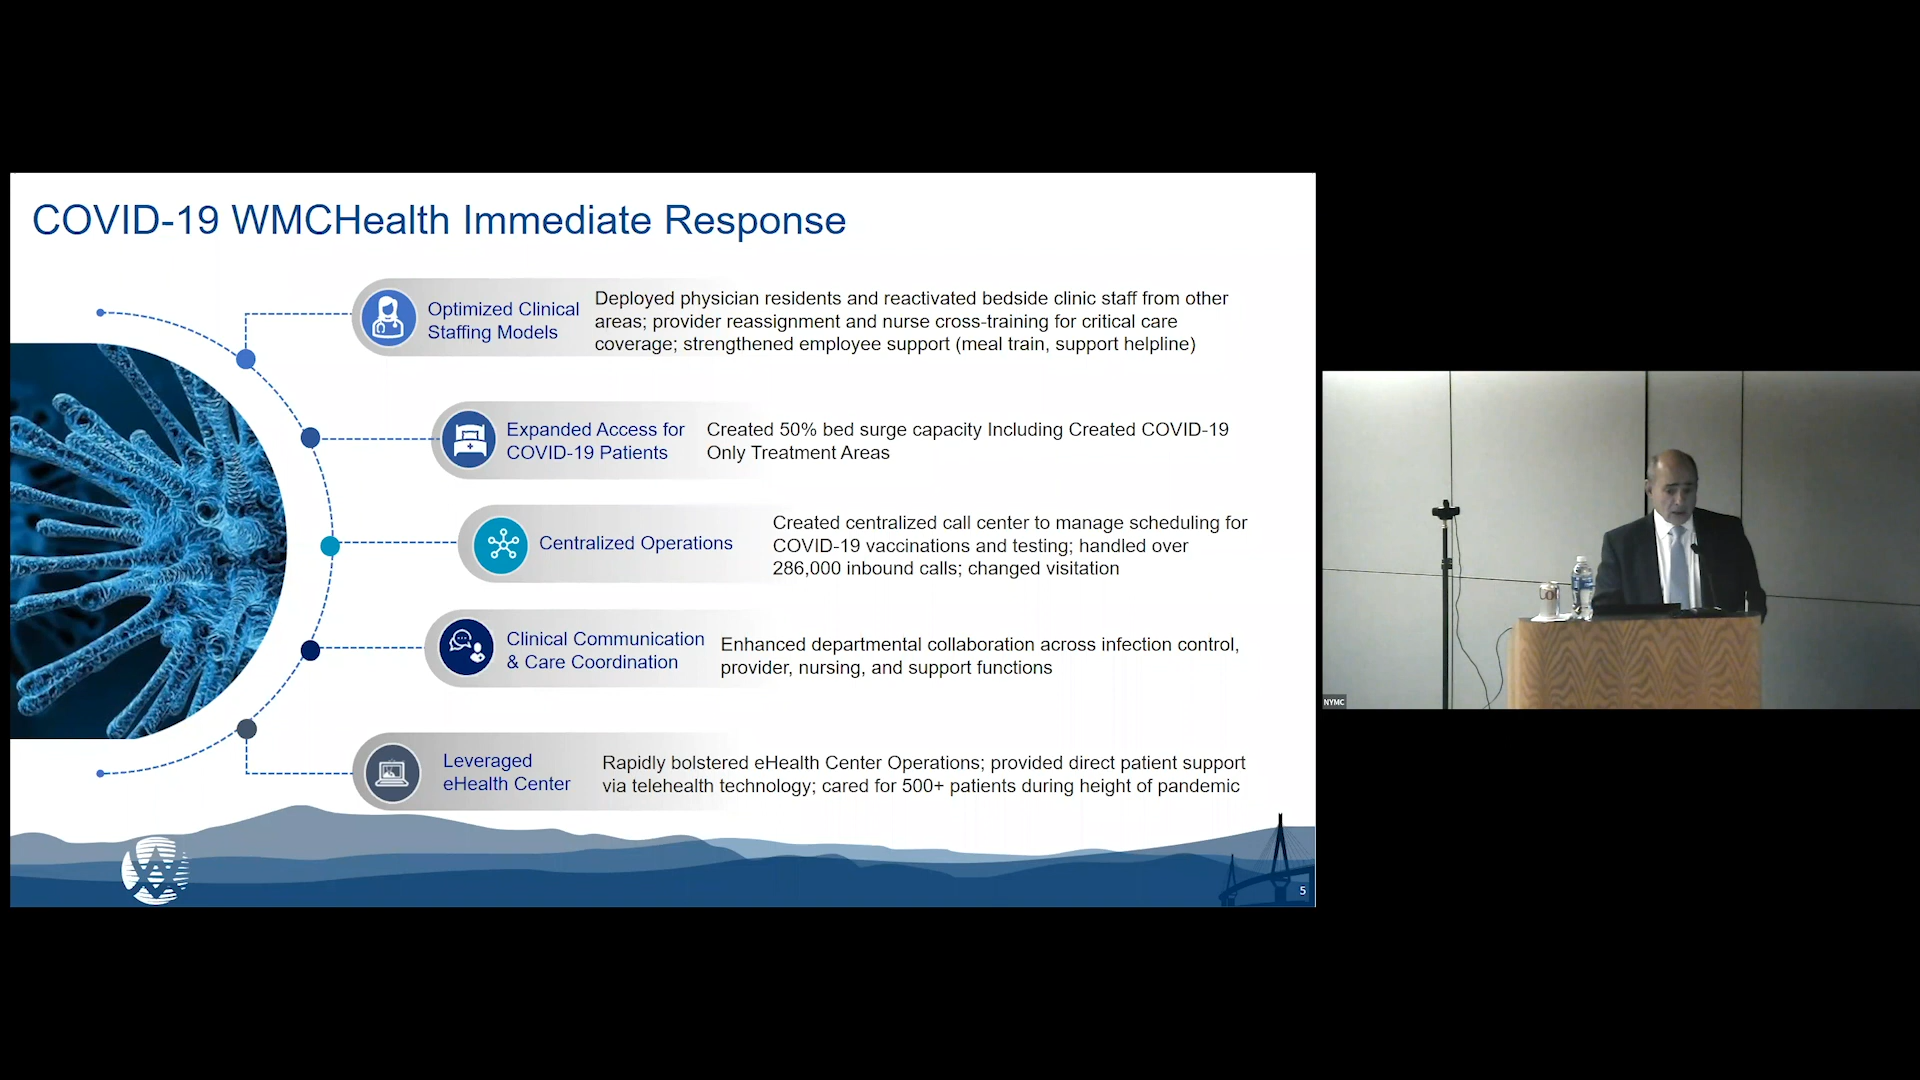 COVID-19 WMCHealth Immediate Response
Optimized Clinical
Staffing Models
Deployed physician residents and reactivated bedside clinic staff from other
areas; provider reassignment and nurse cross-training for critical care
coverage; strengthened employee support (meal train, support helpline)
Expanded Access for
COVID-19 Patients
Created 50% bed surge capacity Including Created COVID-19
Only Treatment Areas
Centralized Operations
Created centralized call center to manage scheduling for
COVID-19 vaccinations and testing; handled over
286,000 inbound calls; changed visitation
Clinical Communication
& Care Coordination
Enhanced departmental collaboration across infection control,
provider, nursing, and support functions
Leveraged
eHealth Center
Rapidly bolstered eHealth Center Operations; provided direct patient support
via telehealth technology; cared for 500+ patients during height of pandemic
5
NYMC